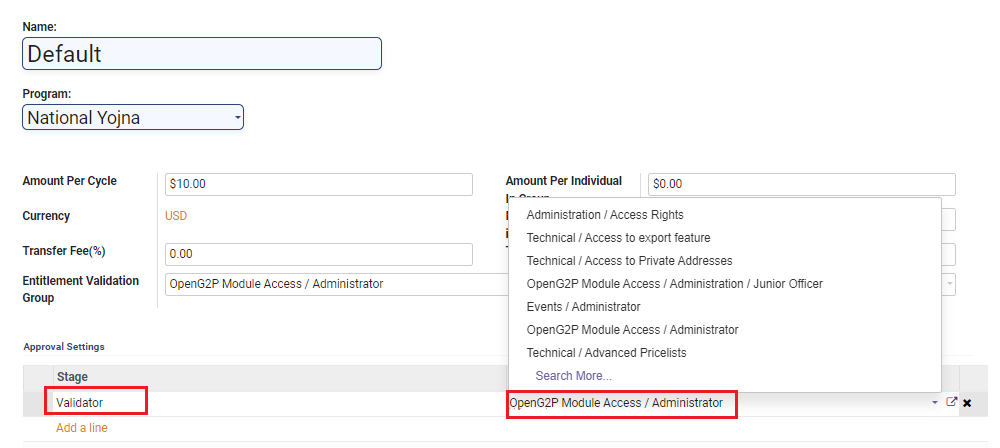 Name:
Default
Program:
National Yojna
Amount Per Cycle
$10.00
Amount Per Individual
$0.00
Currency
USD
Transfer Fee(%)
0.00
Entitlement Validation
Group
OpenG2P Module Access / Administrator
Administration / Access Rights
Technical / Access to export feature
Technical / Access to Private Addresses
OpenG2P Module Access / Administration / Junior Officer
Events / Administrator
OpenG2P Module Access / Administrator
Technical / Advanced Pricelists
Search More...
Approval Settings
Stage
Validator
OpenG2P Module Access / Administrator
Add a line